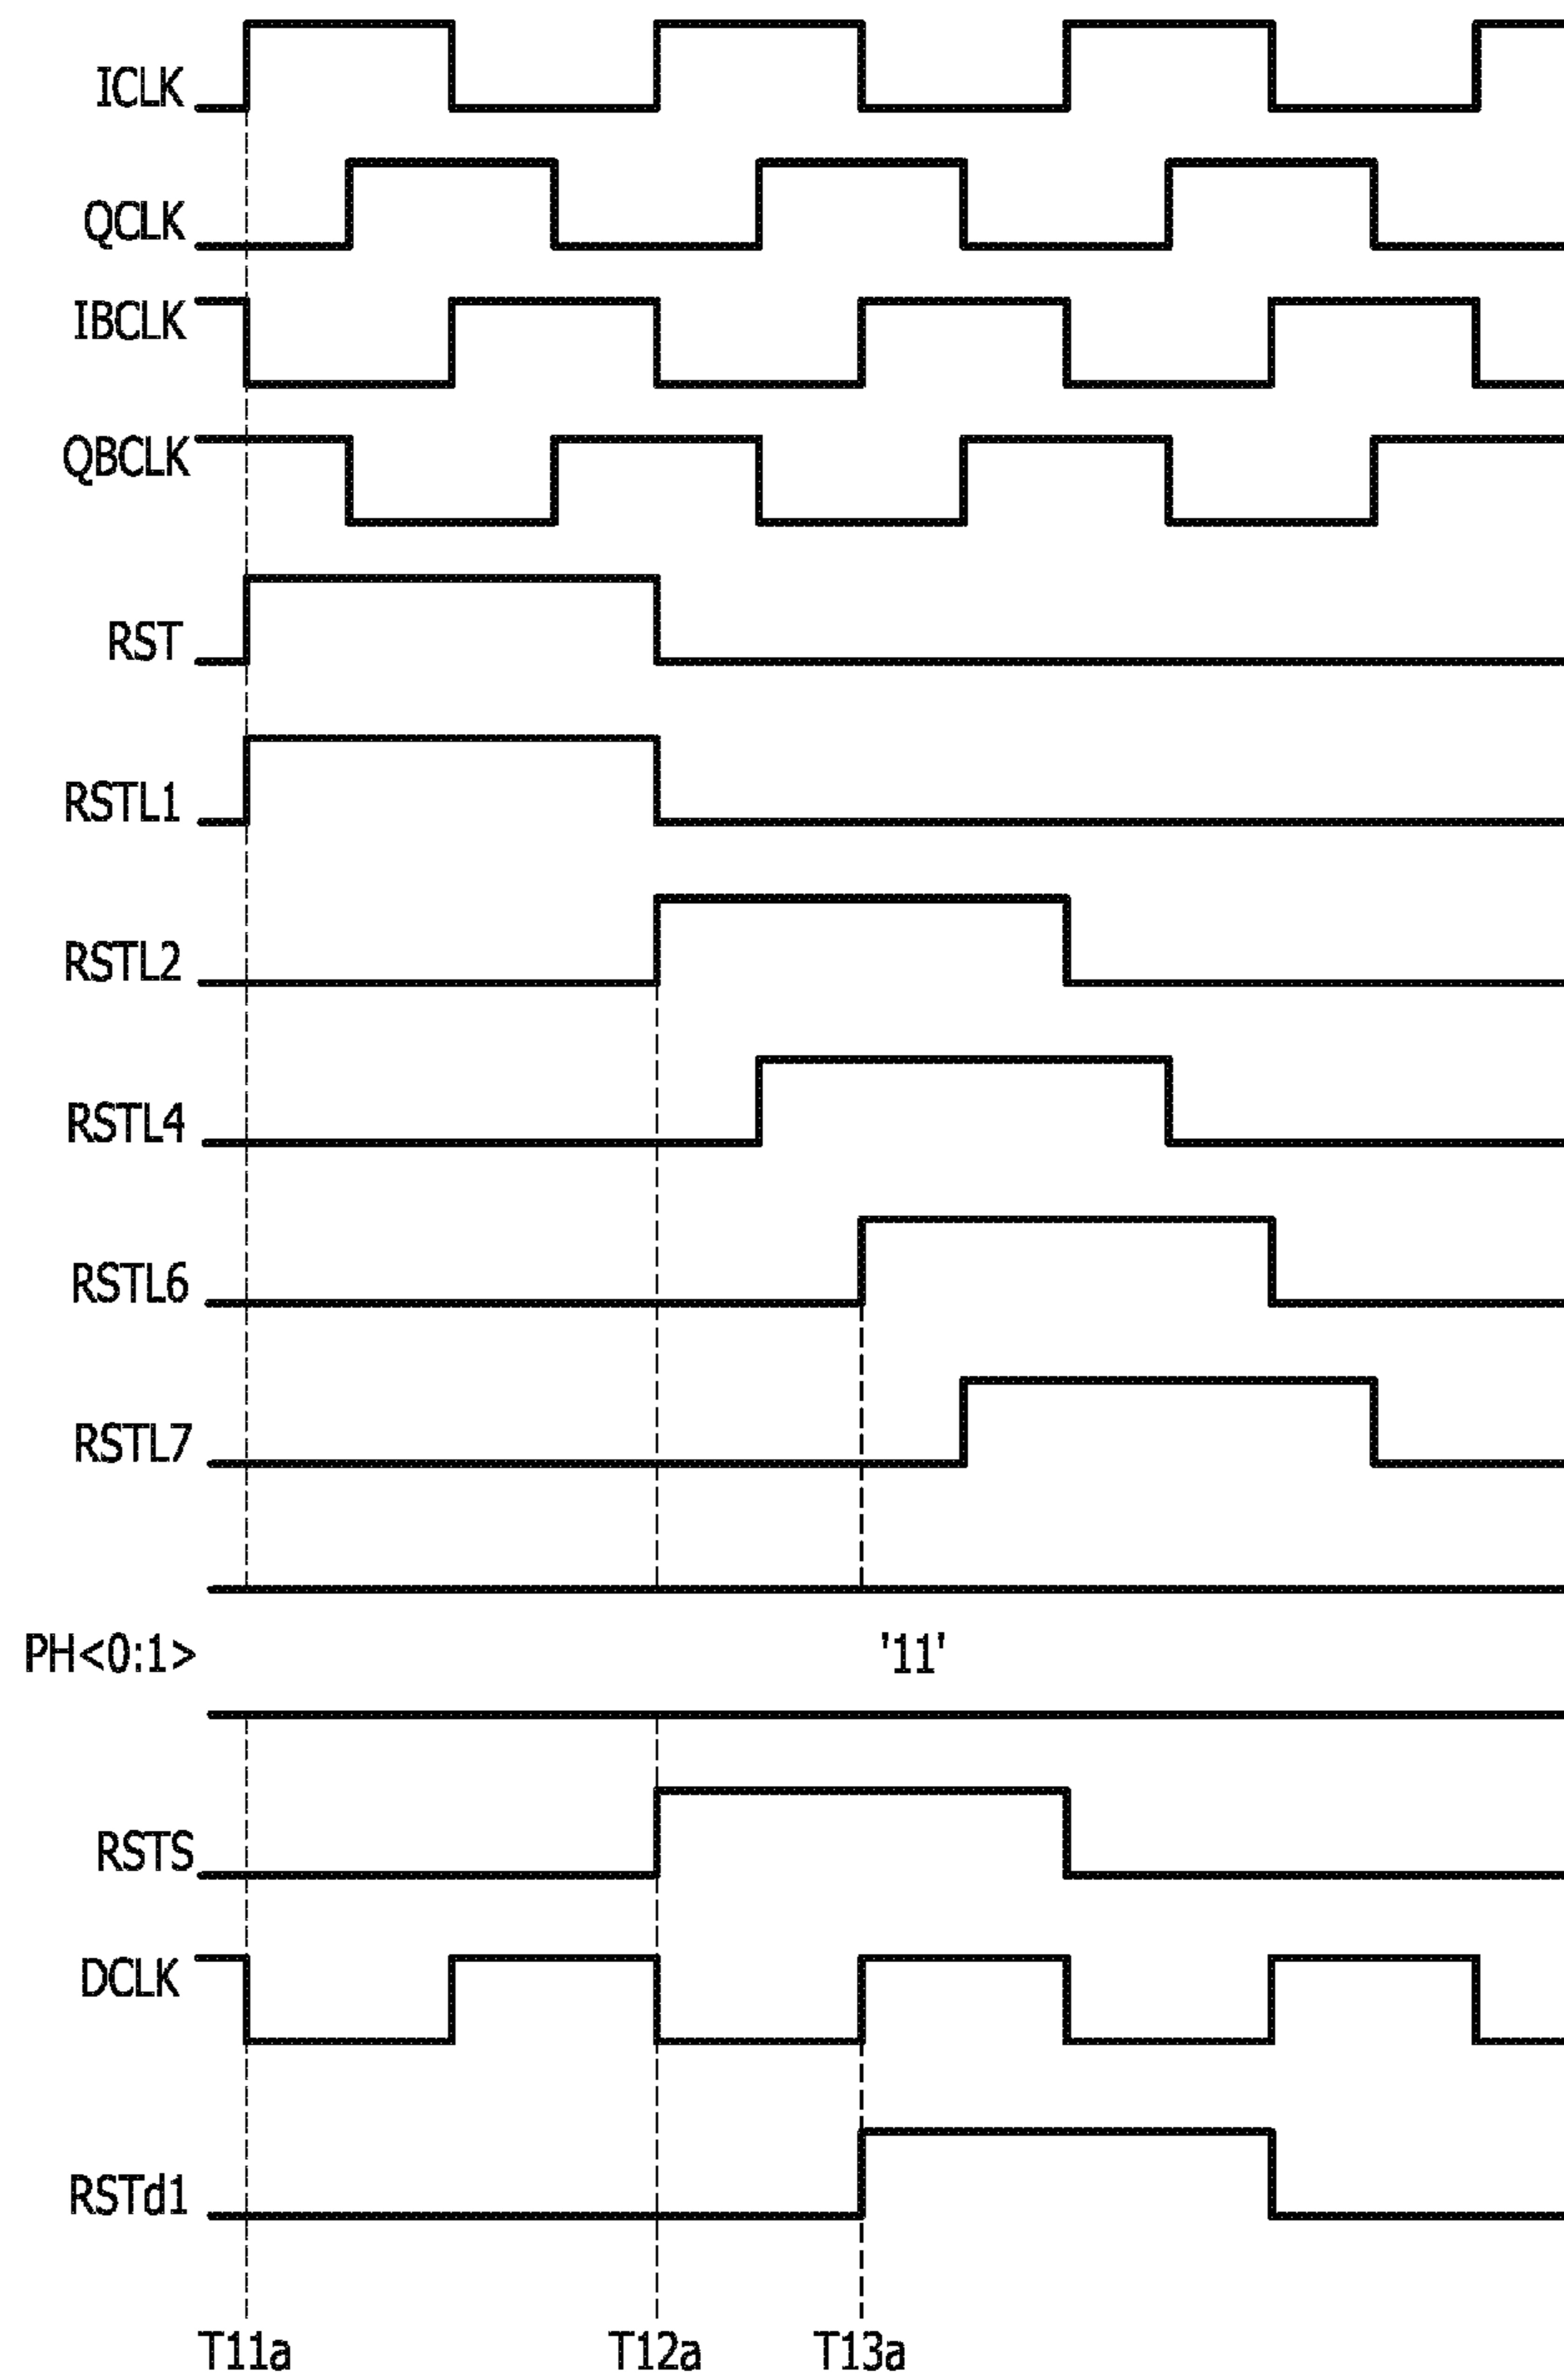 ICLK
QCLK
IBCLK
QBCLK
RST
RSTL1
RSTL2
RSTL4
RSTL6
RSTL7
PH<0:1> '11'
RSTS
DCLK
RSTd1
T11a T12a T13a